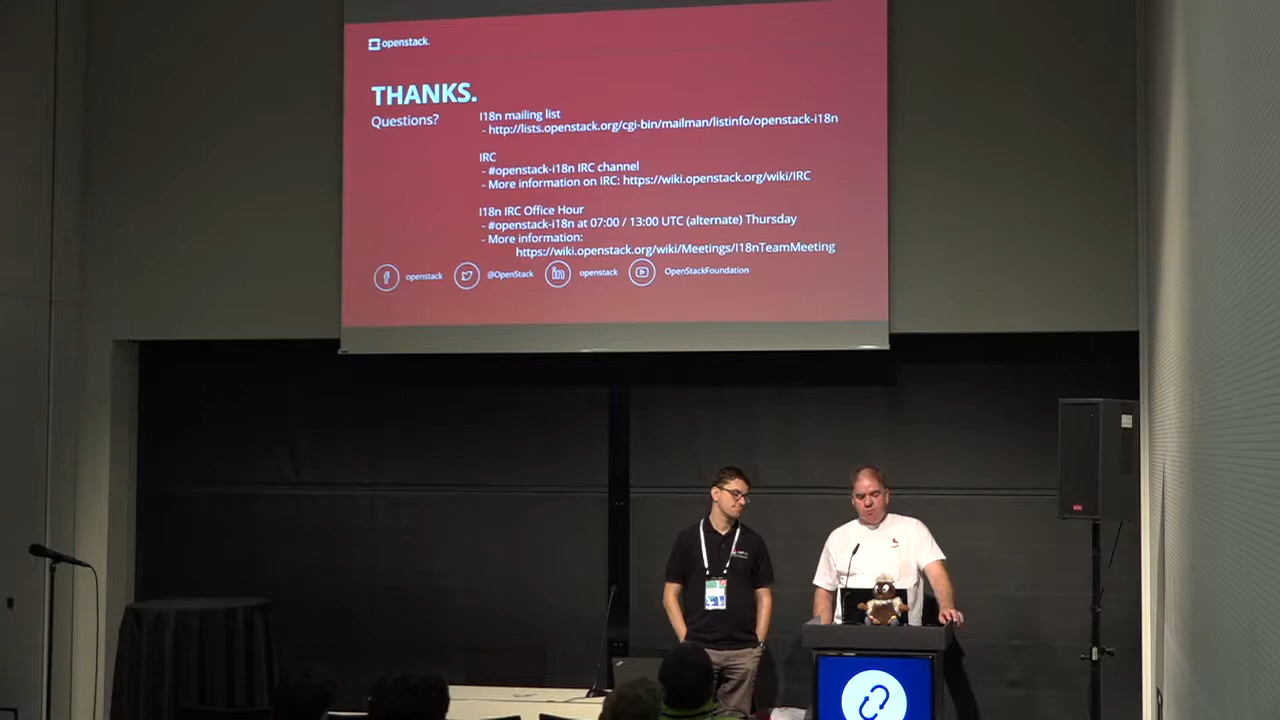 openstack.
THANKS.
Questions?
I18n mailing list
- http://lists.openstack.org/cgi-bin/mailman/listinfo/openstack-i18n
IRC
- #openstack-i18n IRC channel
- More information on IRC: https://wiki.openstack.org/wiki/IRC
I18n IRC Office Hour
- #openstack-i18n at 07:00 / 13:00 UTC (alternate) Thursday
- More information:
https://wiki.openstack.org/wiki/Meetings/I18nTeamMeeting
openstack
@OpenStack
openstack
OpenStackFoundation